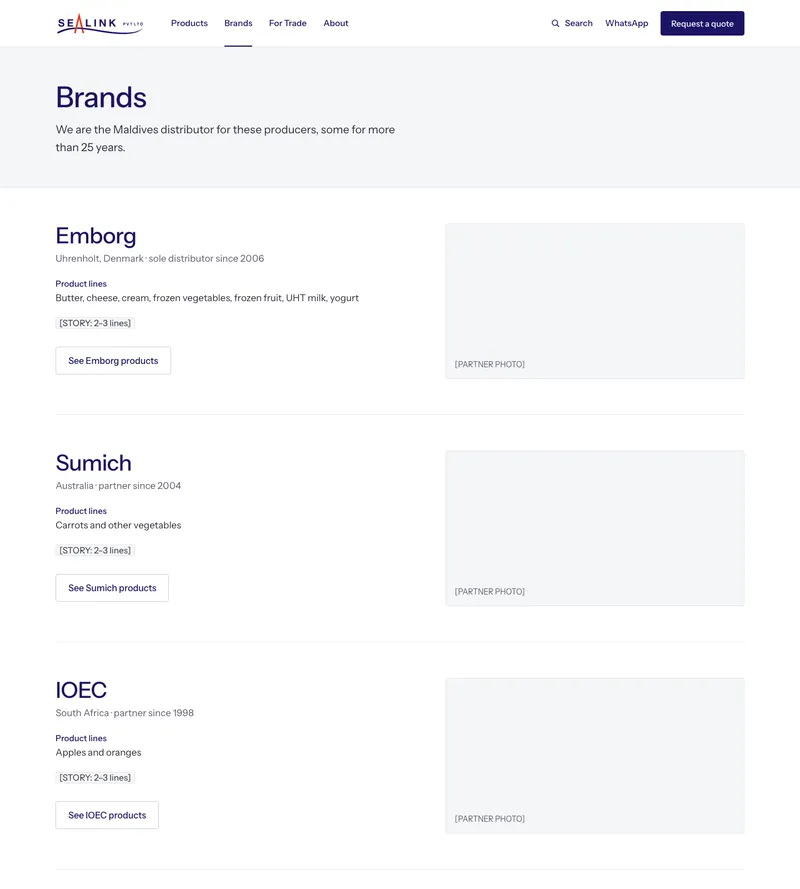 SEALINK PVT LTD
Products
Brands
For Trade
About
Search
WhatsApp
Request a quote
Brands
We are the Maldives distributor for these producers, some for more
than 25 years.
Emborg
Uhrenholt, Denmark · sole distributor since 2006
Product lines
Butter, cheese, cream, frozen vegetables, frozen fruit, UHT milk, yogurt
[STORY: 2–3 lines]
See Emborg products
[PARTNER PHOTO]
Sumich
Australia · partner since 2004
Product lines
Carrots and other vegetables
[STORY: 2–3 lines]
See Sumich products
[PARTNER PHOTO]
IOEC
South Africa · partner since 1998
Product lines
Apples and oranges
[STORY: 2–3 lines]
See IOEC products
[PARTNER PHOTO]